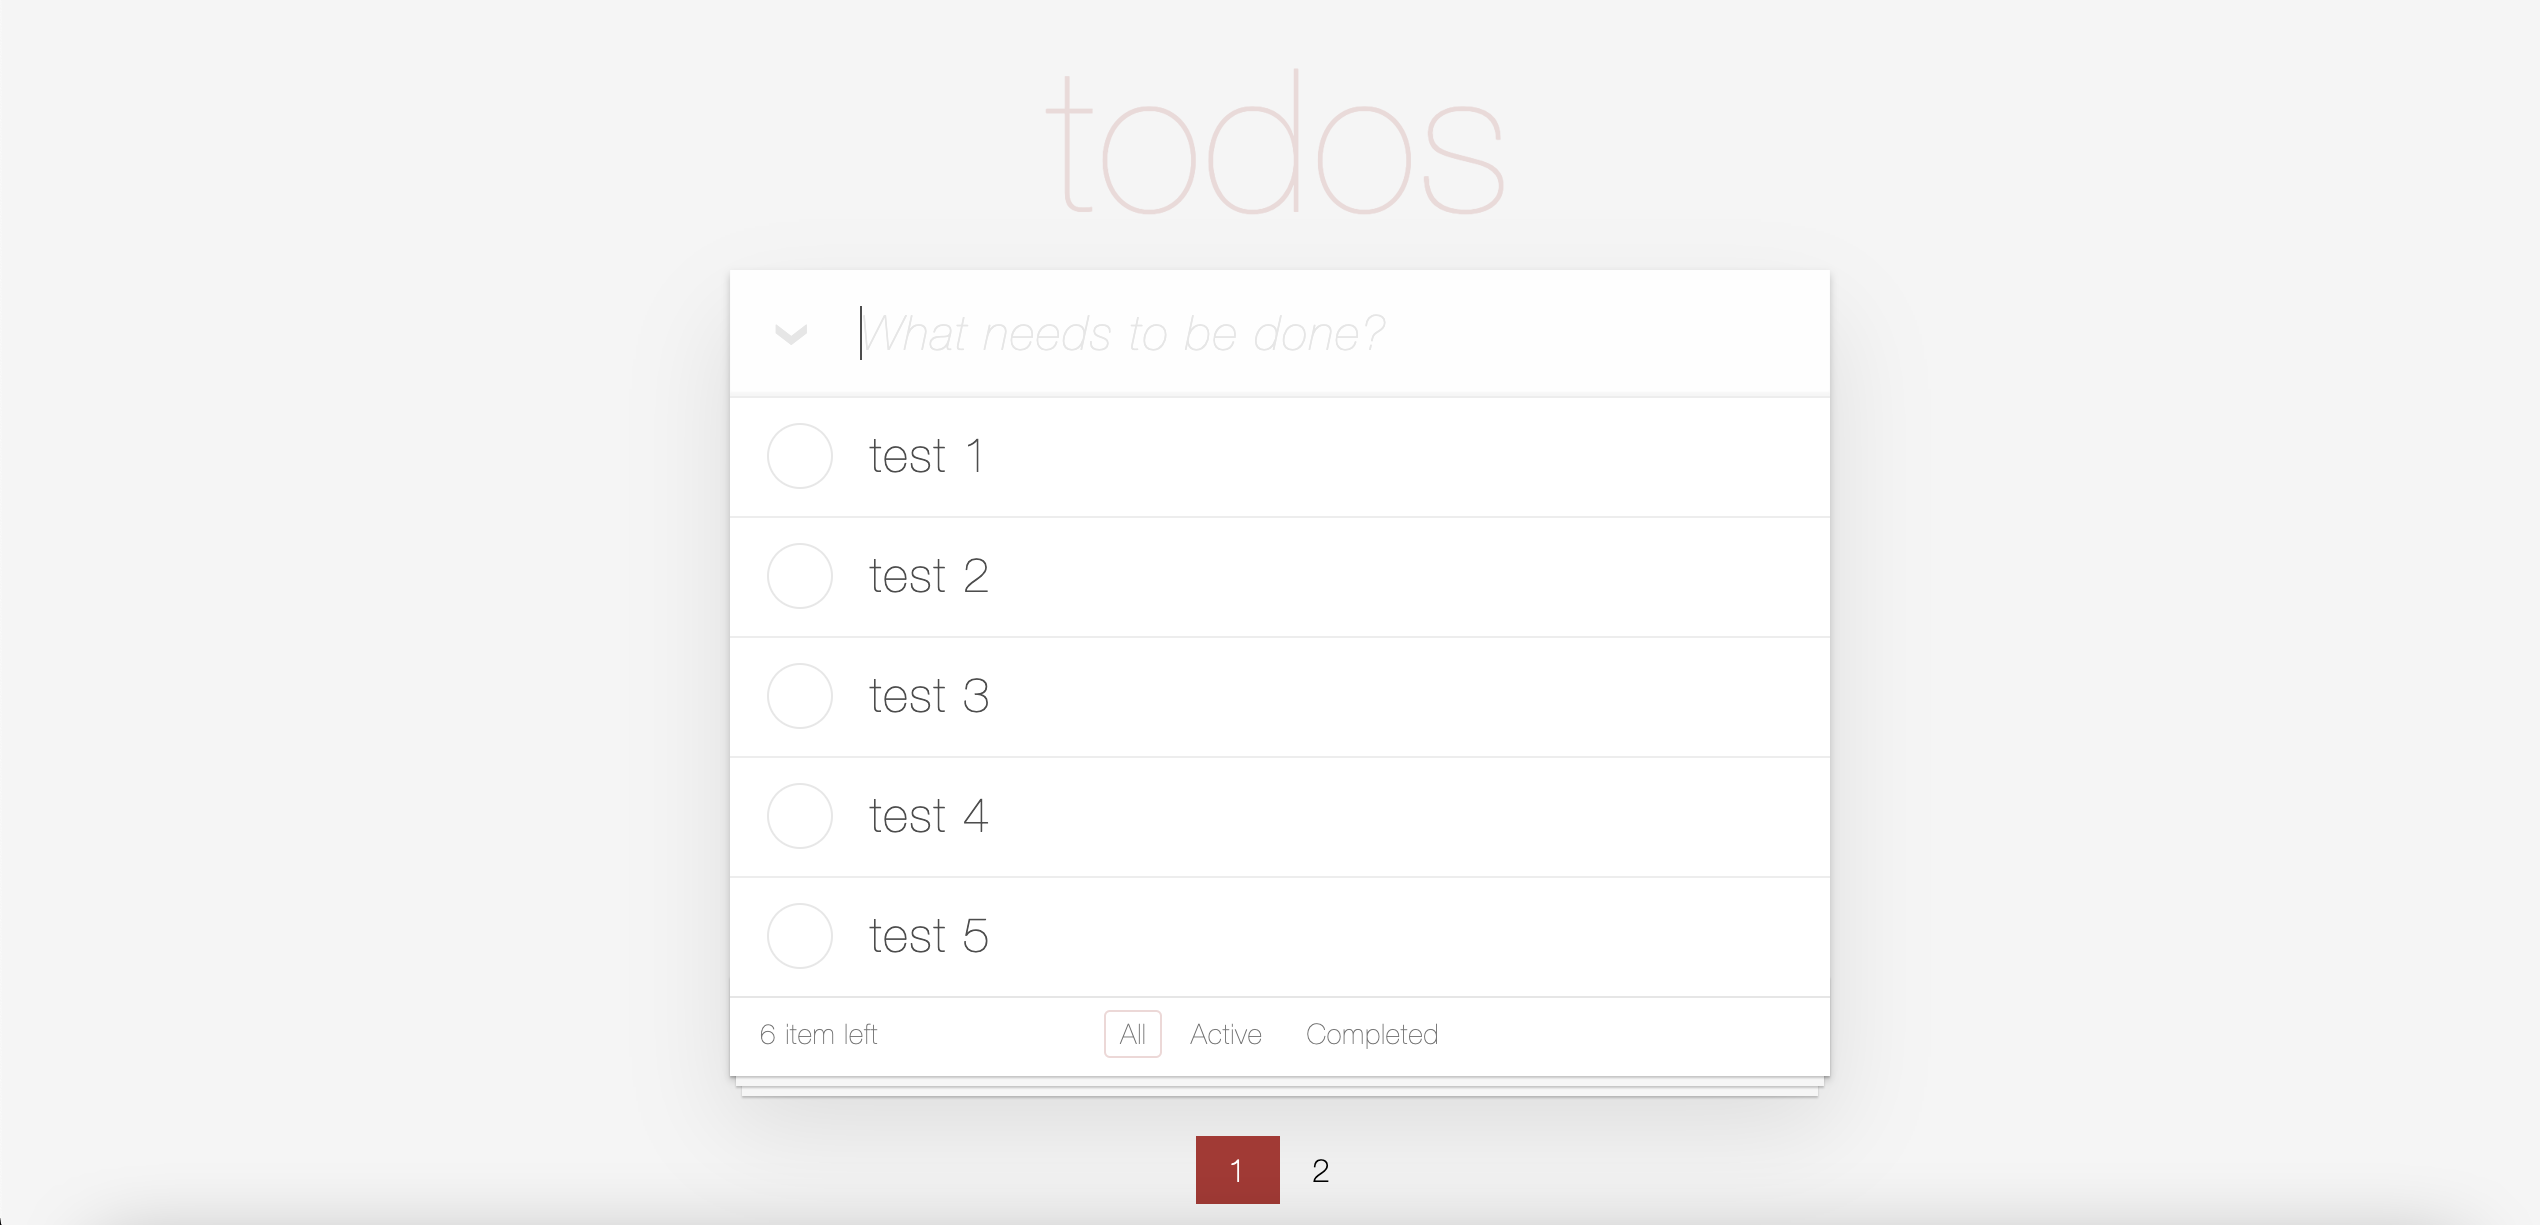 todos
What needs to be done?
test 1
test 2
test 3
test 4
test 5
6 item left All Active Completed
1 2